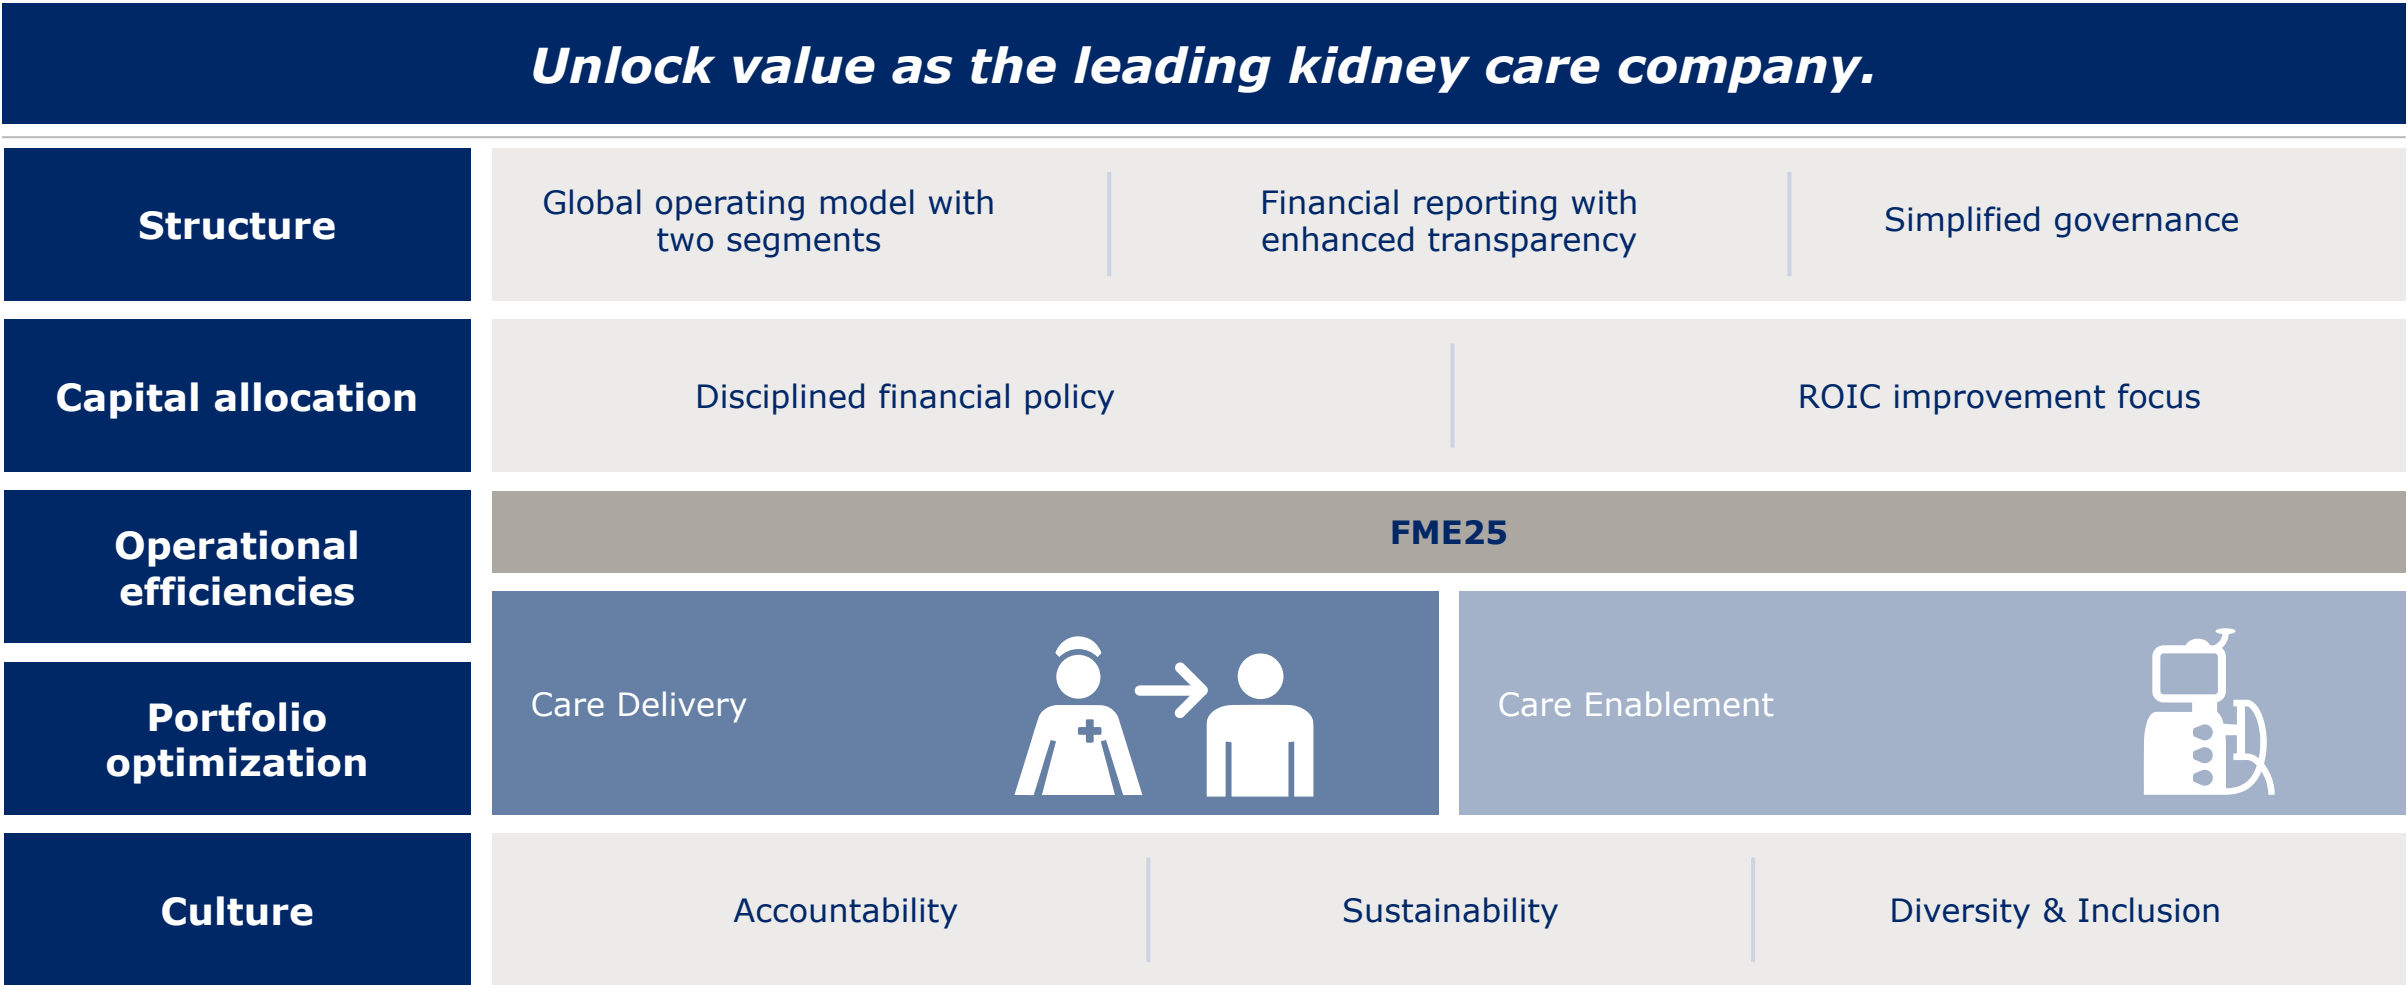 Unlock value as the leading kidney care company.
Structure
Global operating model with
two segments
Financial reporting with
enhanced transparency
Simplified governance
Capital allocation
Disciplined financial policy
ROIC improvement focus
Operational
efficiencies
FME25
Portfolio
optimization
Care Delivery
Care Enablement
Culture
Accountability
Sustainability
Diversity & Inclusion